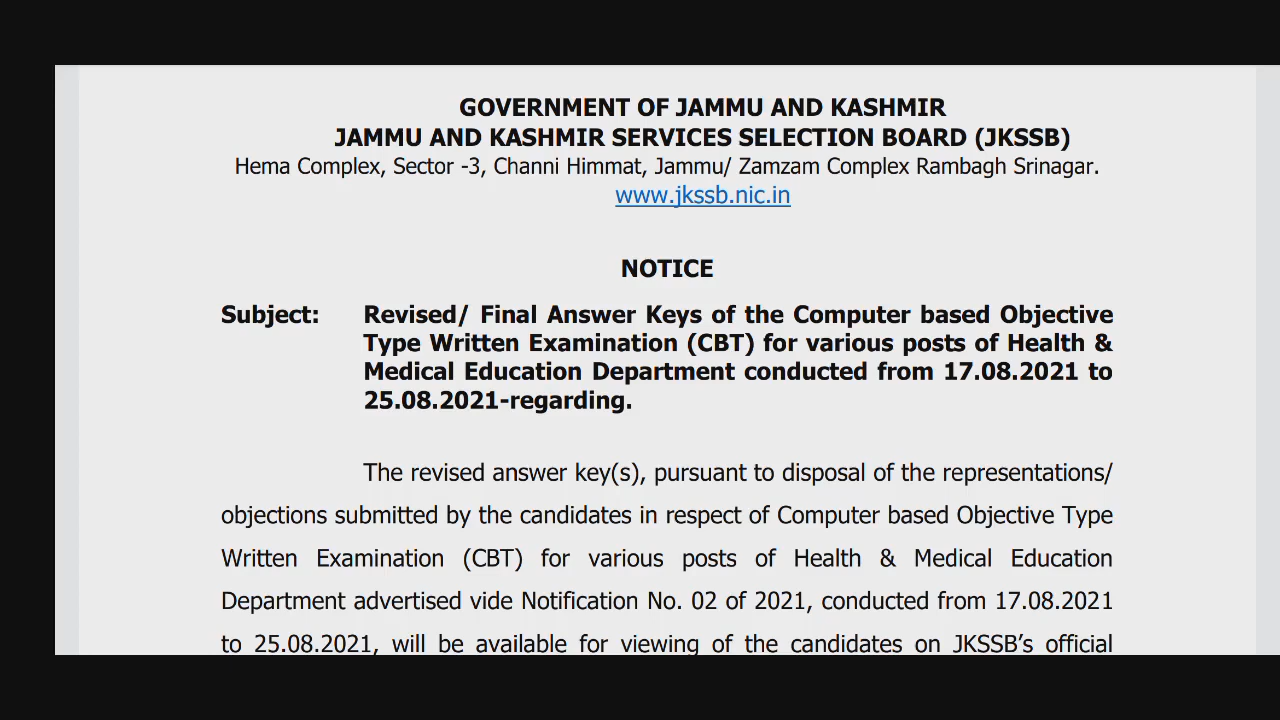 GOVERNMENT OF JAMMU AND KASHMIR
JAMMU AND KASHMIR SERVICES SELECTION BOARD (JKSSB)
Hema Complex, Sector -3, Channi Himmat, Jammu/ Zamzam Complex Rambagh Srinagar.
www.jkssb.nic.in
NOTICE
Subject: Revised/ Final Answer Keys of the Computer based Objective
Type Written Examination (CBT) for various posts of Health &
Medical Education Department conducted from 17.08.2021 to
25.08.2021-regarding.
The revised answer key(s), pursuant to disposal of the representations/
objections submitted by the candidates in respect of Computer based Objective Type
Written Examination (CBT) for various posts of Health & Medical Education
Department advertised vide Notification No. 02 of 2021, conducted from 17.08.2021
to 25.08.2021, will be available for viewing of the candidates on JKSSB’s official